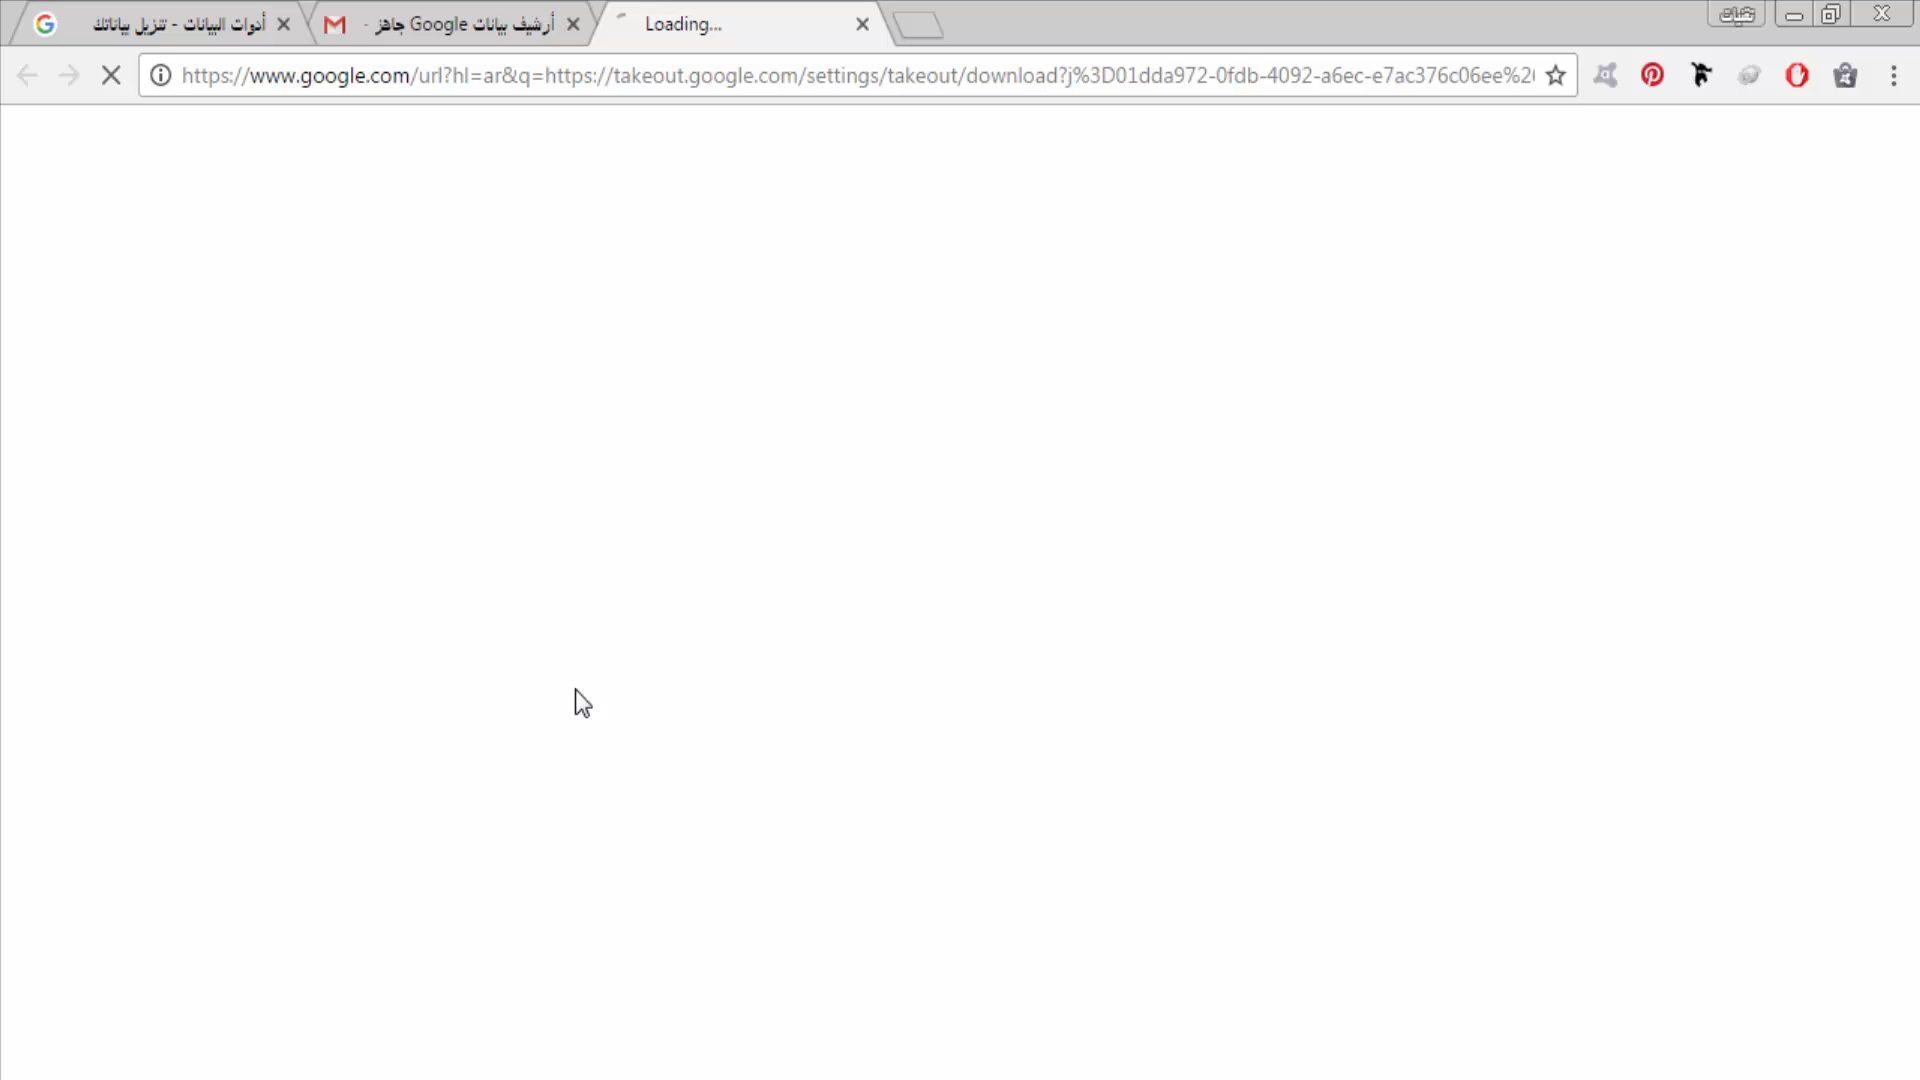 أدوات البيانات - تنزيل بياناتك
أرشيف بيانات Google جاهز -
Loading...
https://www.google.com/url?hl=ar&q=https://takeout.google.com/settings/takeout/download?j%3D01dda972-0fdb-4092-a6ec-e7ac376c06ee%2